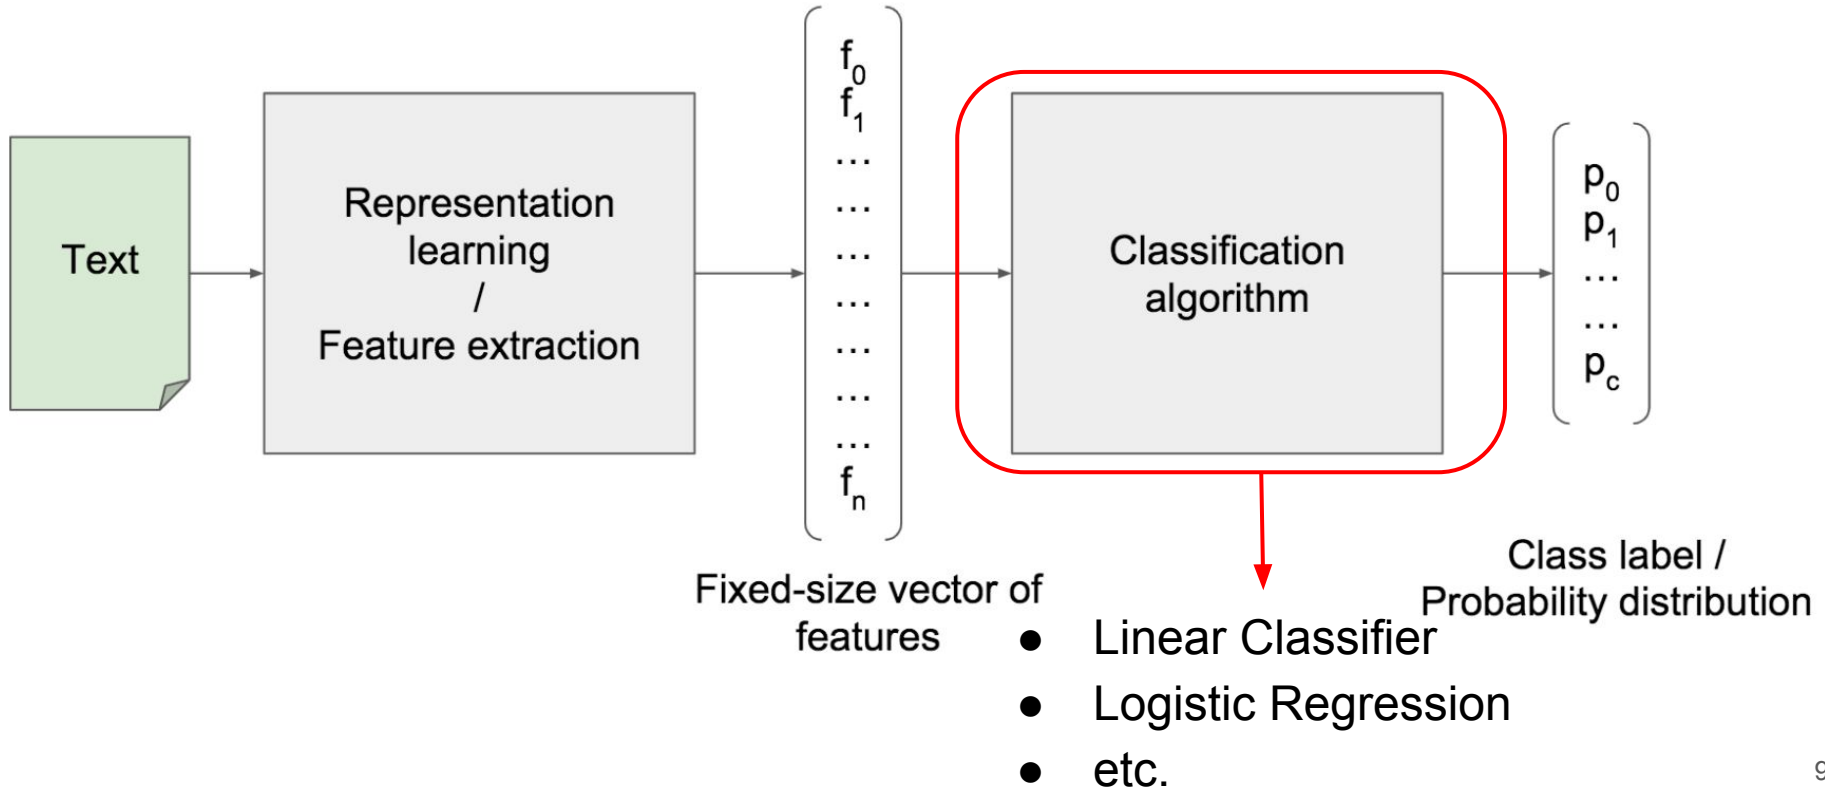 Text
Representation
learning
/
Feature extraction
f0
f1
...
...
...
...
...
...
...
fn
Fixed-size vector of
features
Classification
algorithm
p0
p1
...
...
pc
Class label /
Probability distribution
● Linear Classifier
● Logistic Regression
● etc.
9